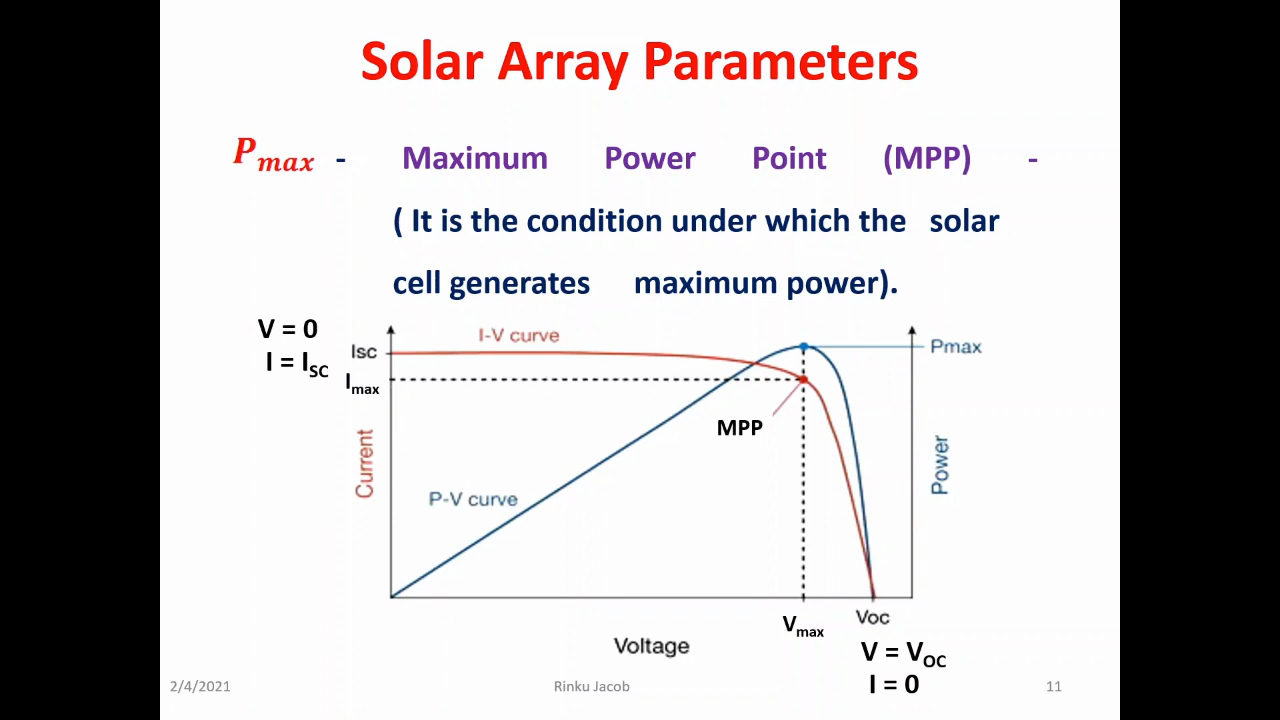 Solar Array Parameters
Pmax - Maximum Power Point (MPP) -
( It is the condition under which the solar
cell generates maximum power).
V = 0
I = ISC
I-V curve
Isc
Pmax
Imax
MPP
Current
Power
P-V curve
Voc
Vmax
Voltage
V = VOC
I = 0
2/4/2021
Rinku Jacob
11